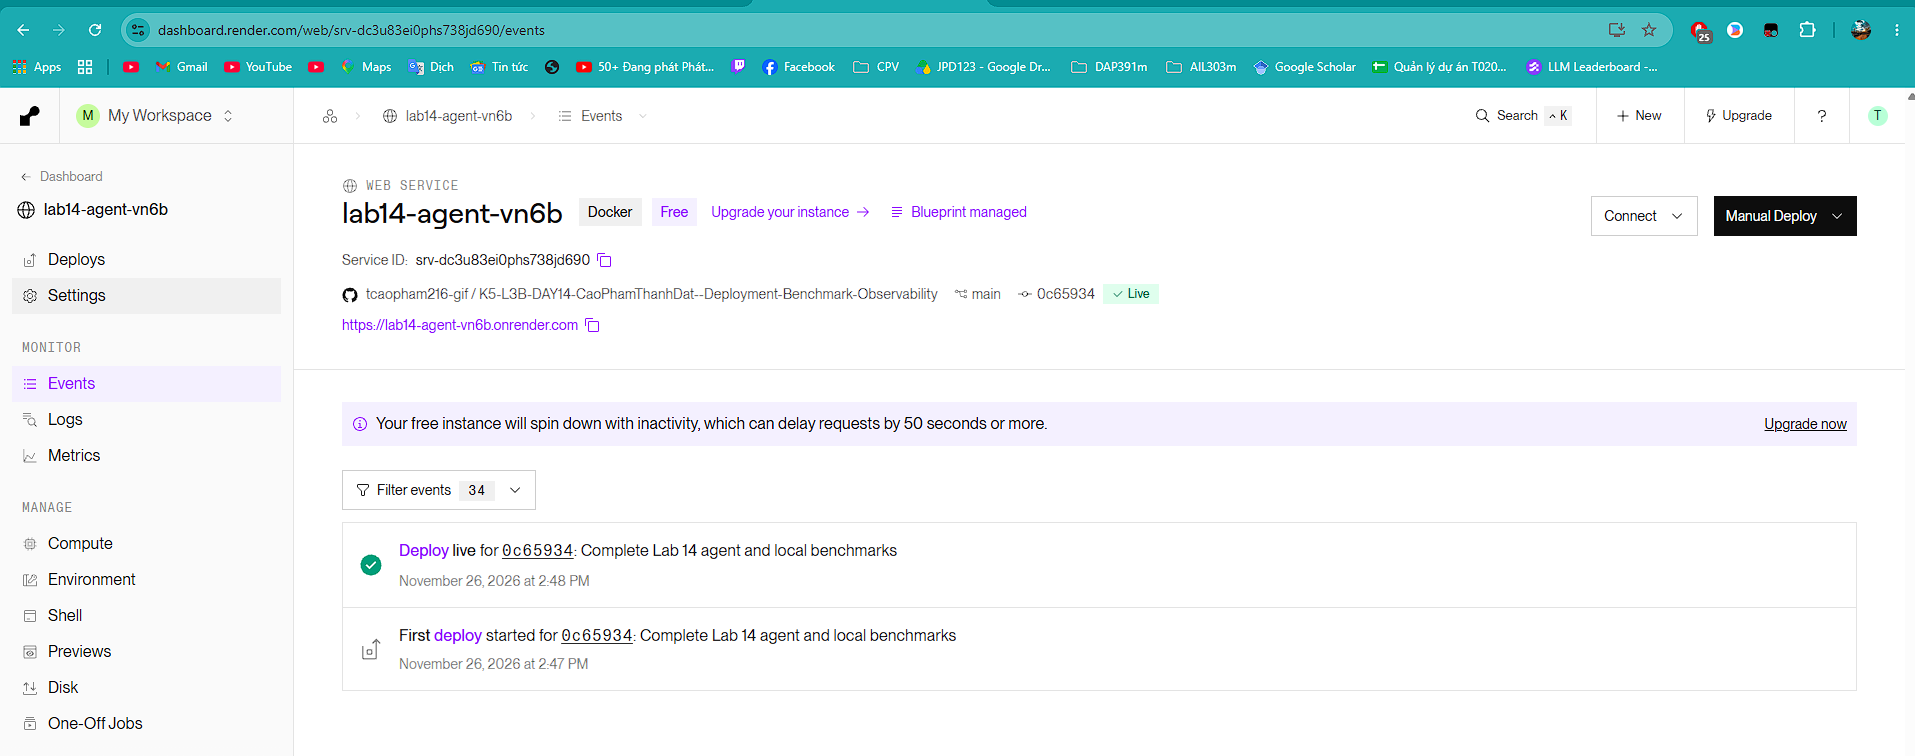 dashboard.render.com/web/srv-dc3u83ei0phs738jd690/events
25
Apps Gmail YouTube Maps Dịch Tin tức 50+ Đang phát Phát... Facebook CPV JPD123 - Google Dr... DAP391m AIL303m Google Scholar Quản lý dự án T020... LLM Leaderboard -...
M My Workspace
lab14-agent-vn6b Events
Search K New Upgrade ? T
Dashboard
lab14-agent-vn6b
Deploys
Settings
MONITOR
Events
Logs
Metrics
MANAGE
Compute
Environment
Shell
Previews
Disk
One-Off Jobs
WEB SERVICE
lab14-agent-vn6b Docker Free Upgrade your instance → Blueprint managed
Connect Manual Deploy
Service ID: srv-dc3u83ei0phs738jd690
tcaopham216-gif / K5-L3B-DAY14-CaoPhamThanhDat--Deployment-Benchmark-Observability main 0c65934 Live
https://lab14-agent-vn6b.onrender.com
Your free instance will spin down with inactivity, which can delay requests by 50 seconds or more. Upgrade now
Filter events 34
Deploy live for 0c65934: Complete Lab 14 agent and local benchmarks
November 26, 2026 at 2:48 PM
First deploy started for 0c65934: Complete Lab 14 agent and local benchmarks
November 26, 2026 at 2:47 PM